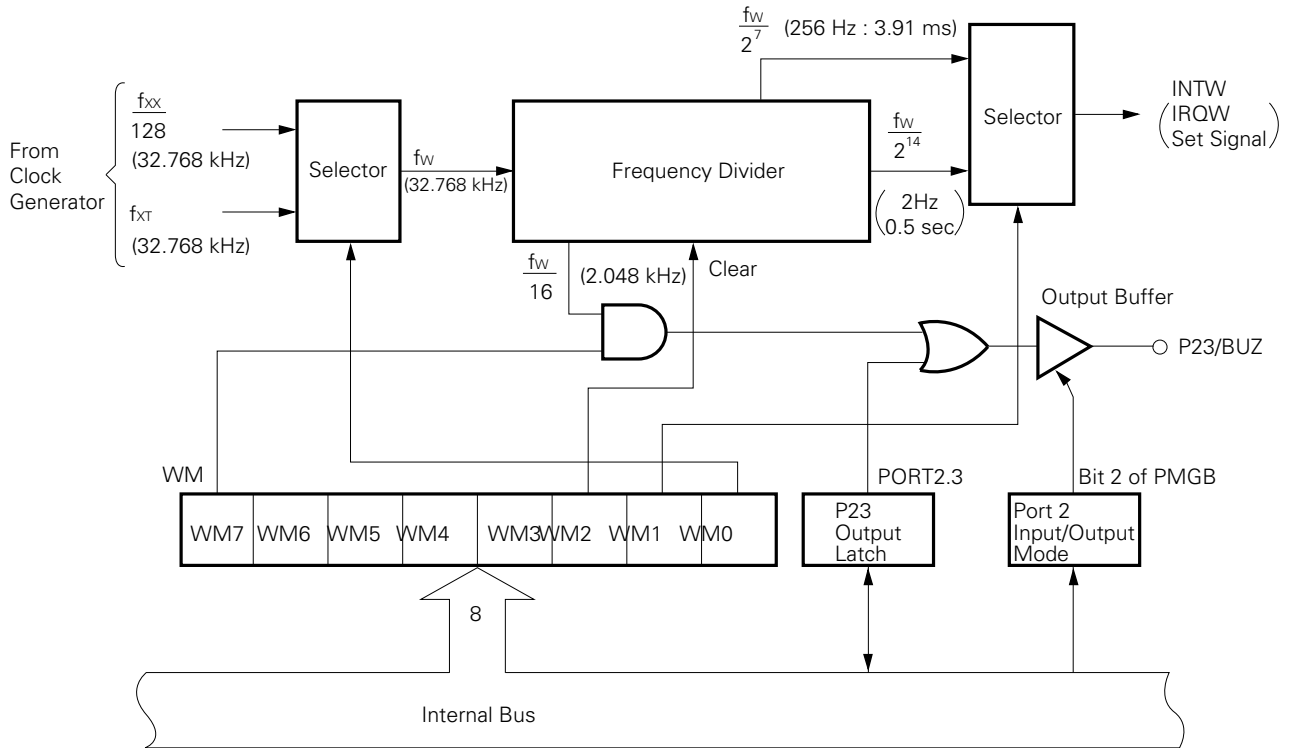 fW
2^7 (256 Hz : 3.91 ms)
From
Clock
Generator
fXX
128
(32.768 kHz)
fXT
(32.768 kHz)
Selector
fW
(32.768 kHz)
Frequency Divider
fW
2^14
(2Hz
0.5 sec)
Selector
INTW
(IRQW
Set Signal)
fW
16
(2.048 kHz)
Clear
Output Buffer
P23/BUZ
WM
PORT2.3
Bit 2 of PMGB
WM7 WM6 WM5 WM4 WM3 WM2 WM1 WM0
P23
Output
Latch
Port 2
Input/Output
Mode
8
Internal Bus